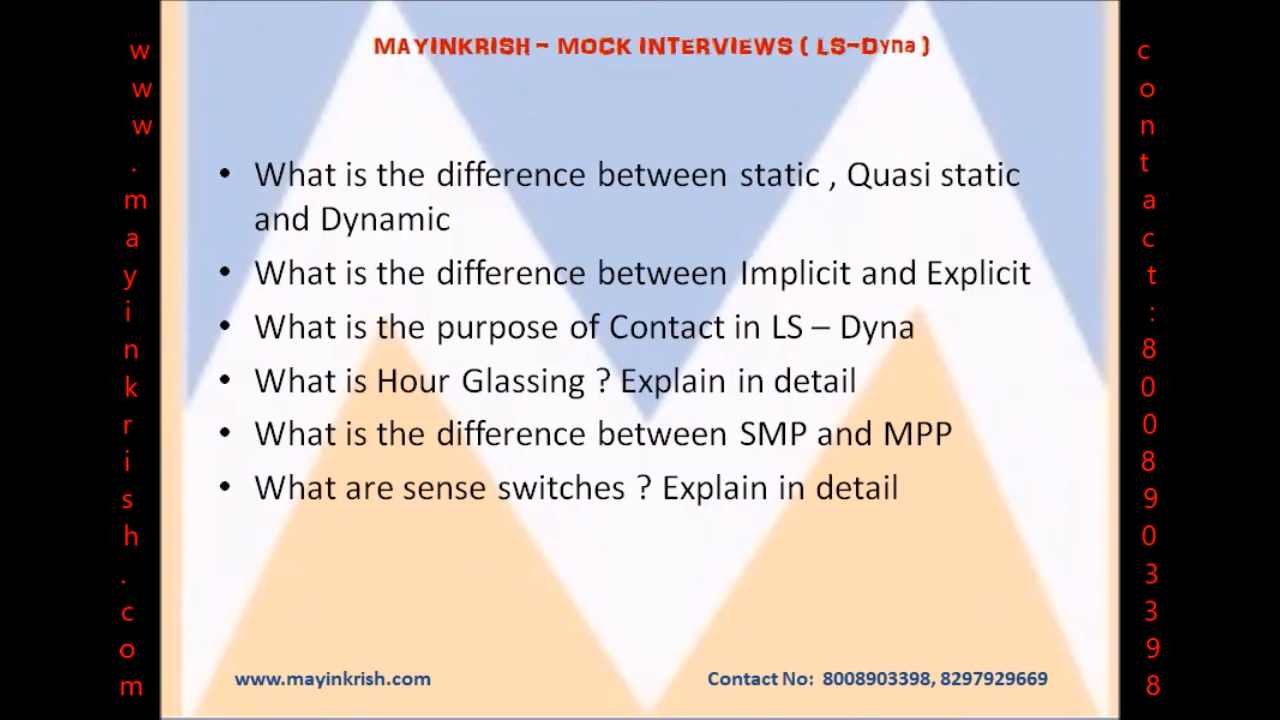 MAYINKRISH - MOCK INTERVIEWS ( LS-Dyna )
• What is the difference between static , Quasi static
and Dynamic
• What is the difference between Implicit and Explicit
• What is the purpose of Contact in LS – Dyna
• What is Hour Glassing ? Explain in detail
• What is the difference between SMP and MPP
• What are sense switches ? Explain in detail
www.mayinkrish.com
Contact No: 8008903398, 8297929669
www.mayinkrish.com
contact:8008903398